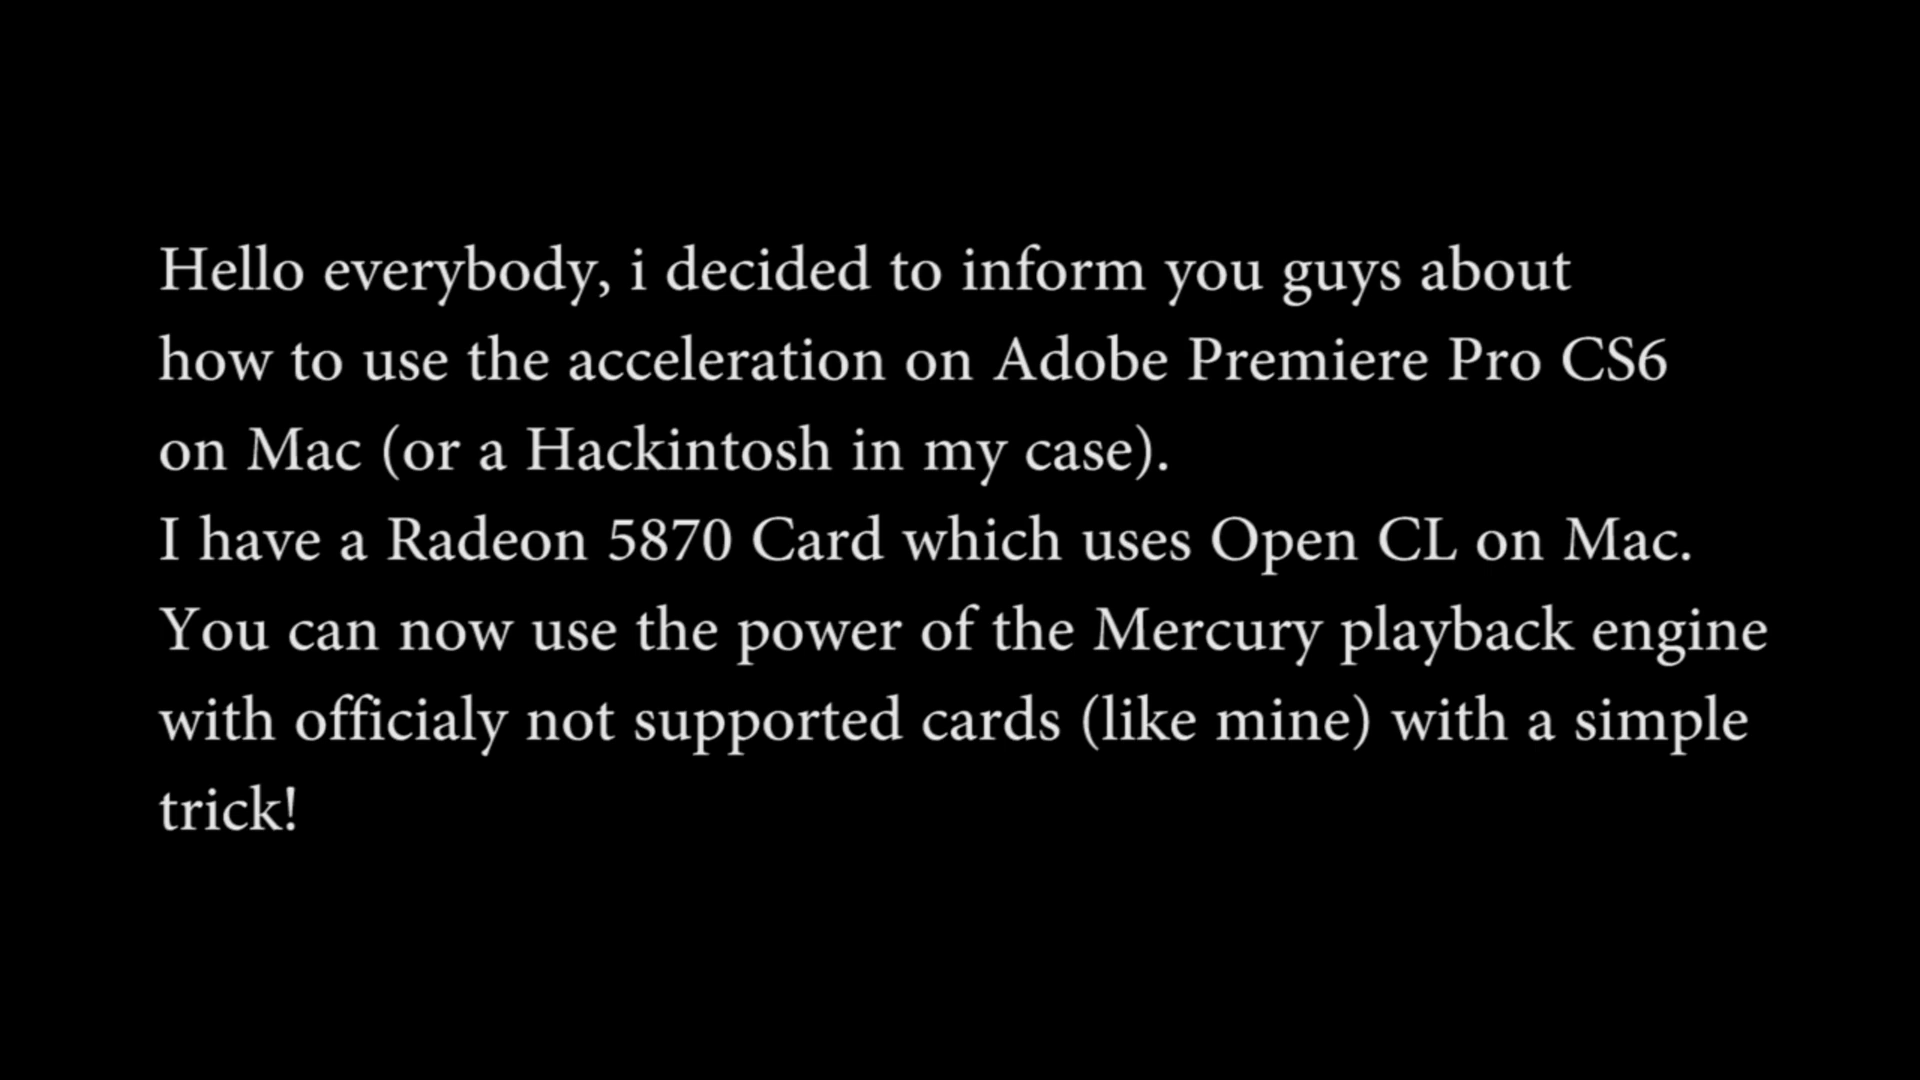 Hello everybody, i decided to inform you guys about
how to use the acceleration on Adobe Premiere Pro CS6
on Mac (or a Hackintosh in my case).
I have a Radeon 5870 Card which uses Open CL on Mac.
You can now use the power of the Mercury playback engine
with officialy not supported cards (like mine) with a simple
trick!